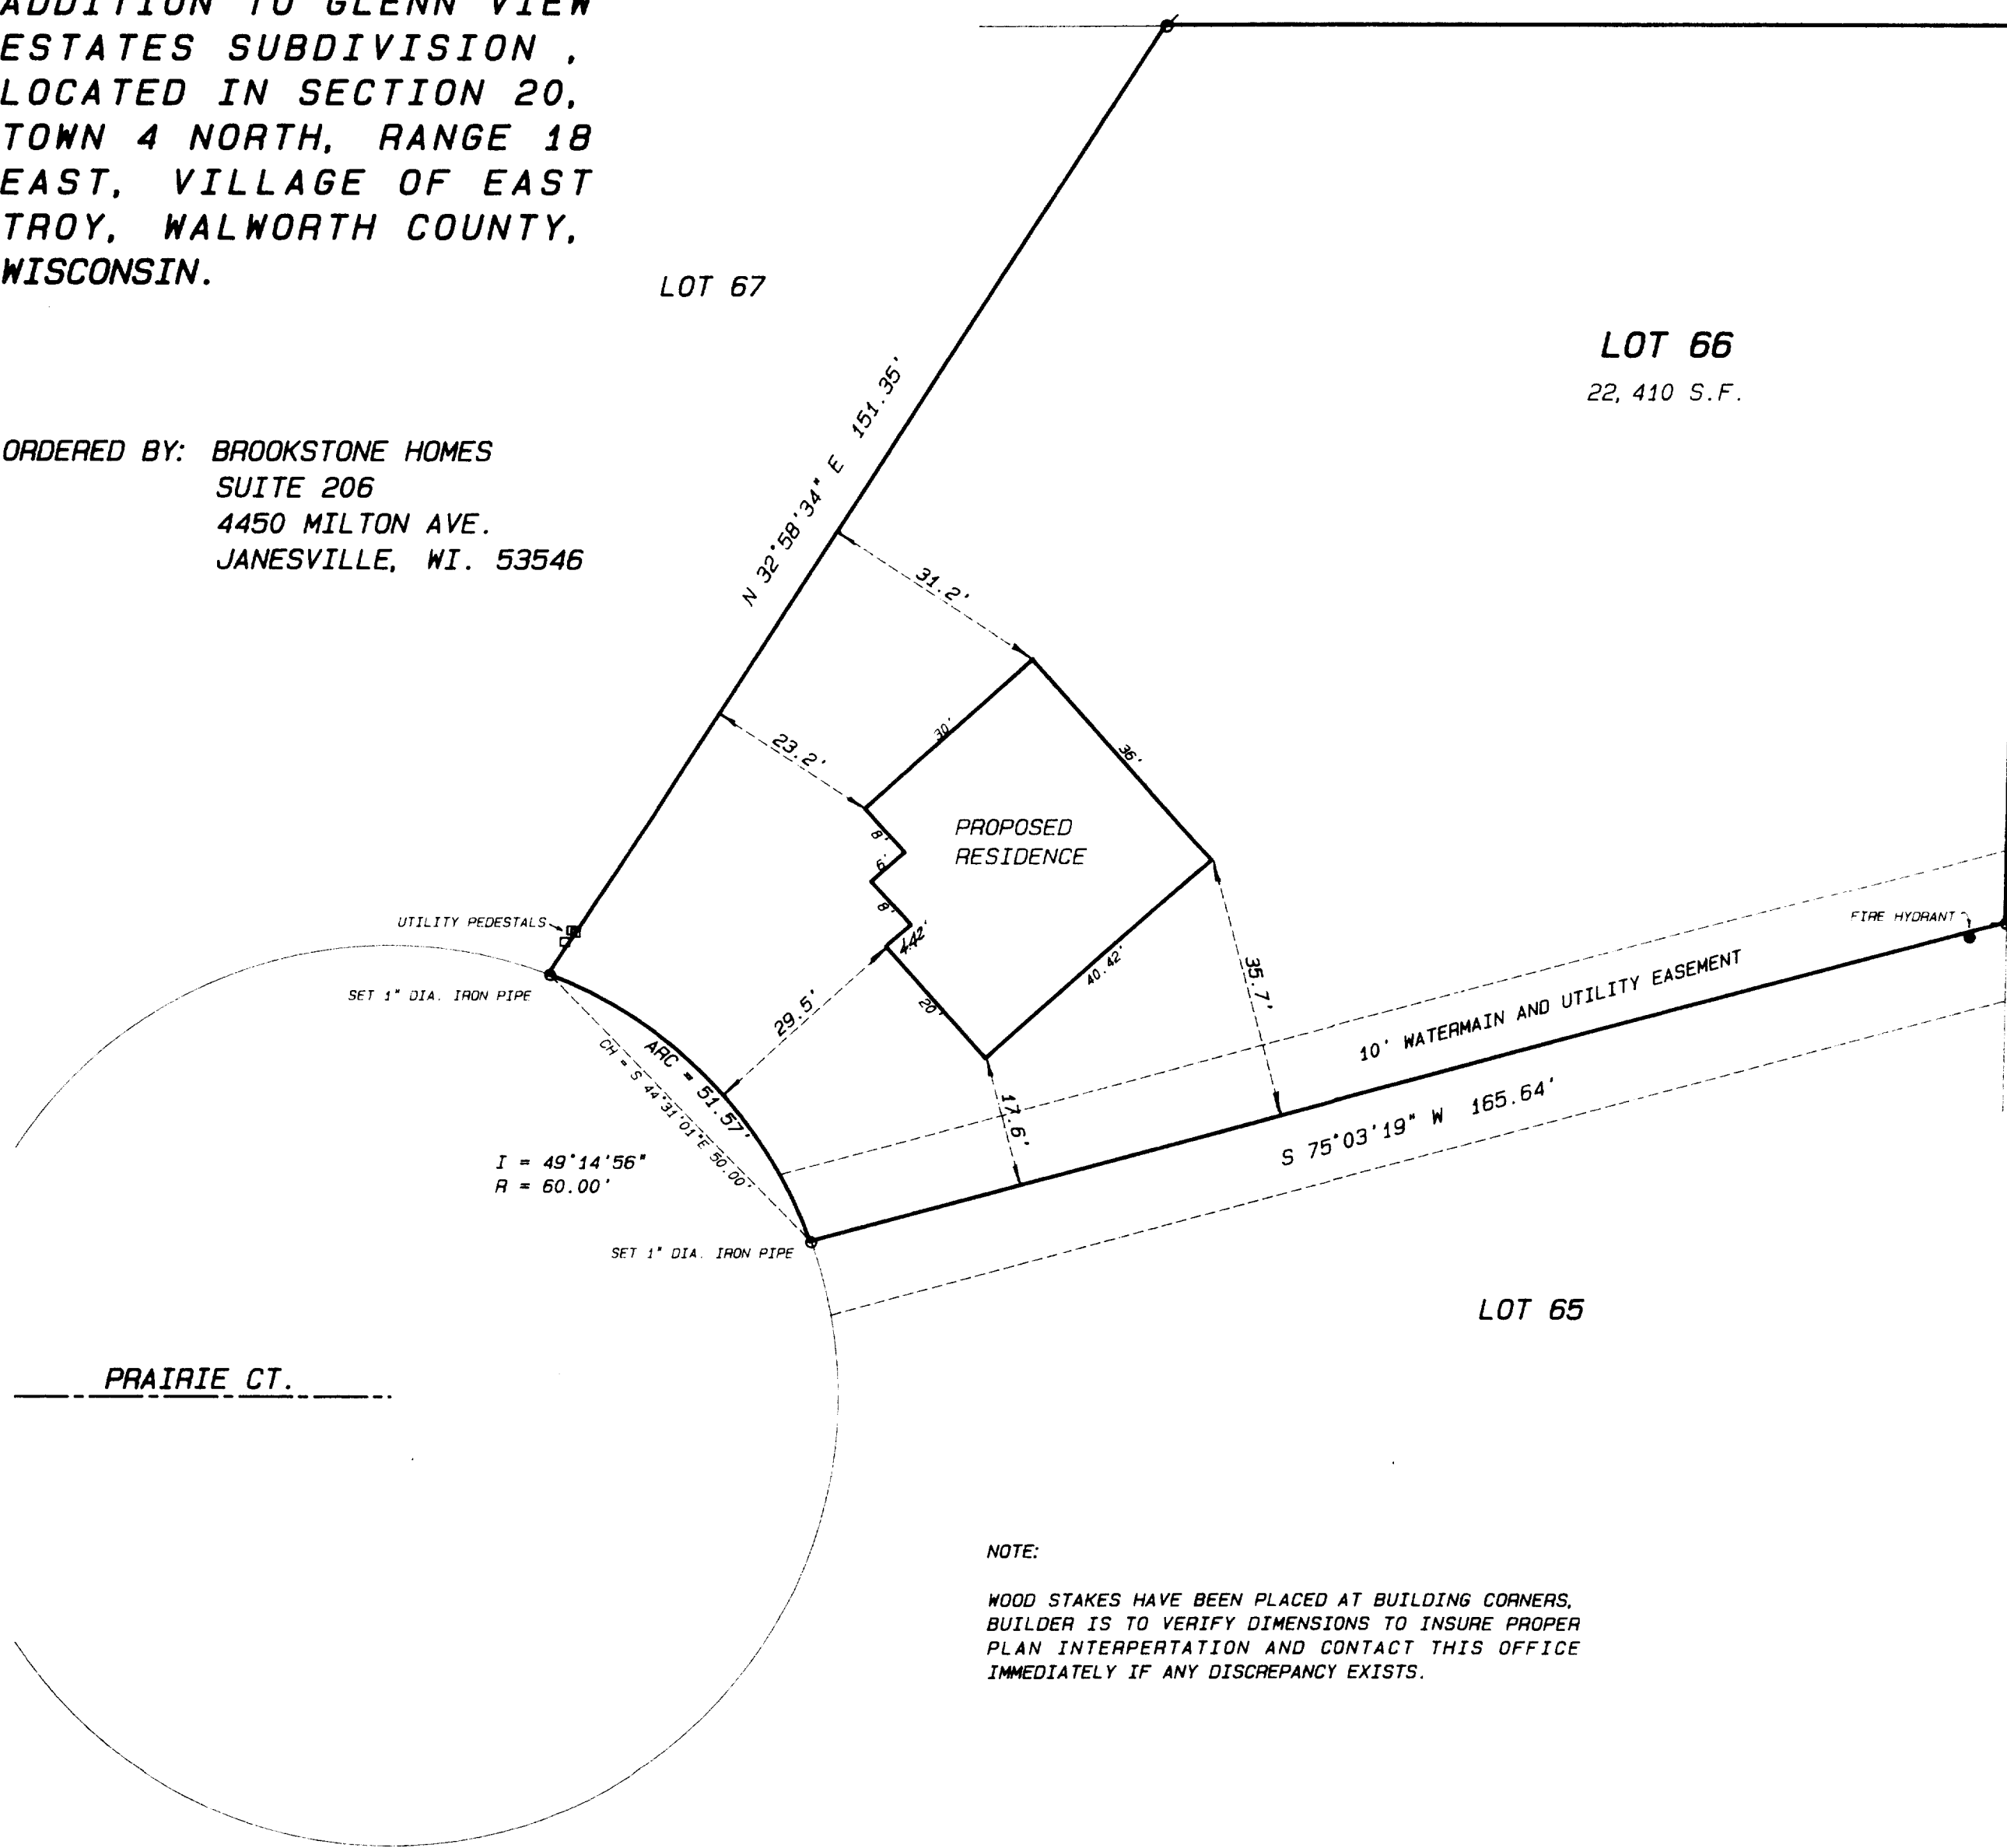 ADDITION TO GLENN VIEW
ESTATES SUBDIVISION ,
LOCATED IN SECTION 20,
TOWN 4 NORTH, RANGE 18
EAST, VILLAGE OF EAST
TROY, WALWORTH COUNTY,
WISCONSIN.
LOT 67
LOT 66
22,410 S.F.
ORDERED BY: BROOKSTONE HOMES
SUITE 206
4450 MILTON AVE.
JANESVILLE, WI. 53546
N 32°58'34" E 151.35'
31.2'
23.2'
30'
36'
PROPOSED
RESIDENCE
8'
6'
8'
4.42'
20'
40.42'
35.7'
29.5'
17.6'
UTILITY PEDESTALS
SET 1" DIA. IRON PIPE
FIRE HYDRANT
10' WATERMAIN AND UTILITY EASEMENT
S 75°03'19" W 165.64'
ARC = 51.57'
CH = S 44°31'01"E 50.00'
I = 49°14'56"
R = 60.00'
SET 1" DIA. IRON PIPE
LOT 65
PRAIRIE CT.
NOTE:
WOOD STAKES HAVE BEEN PLACED AT BUILDING CORNERS,
BUILDER IS TO VERIFY DIMENSIONS TO INSURE PROPER
PLAN INTERPERTATION AND CONTACT THIS OFFICE
IMMEDIATELY IF ANY DISCREPANCY EXISTS.